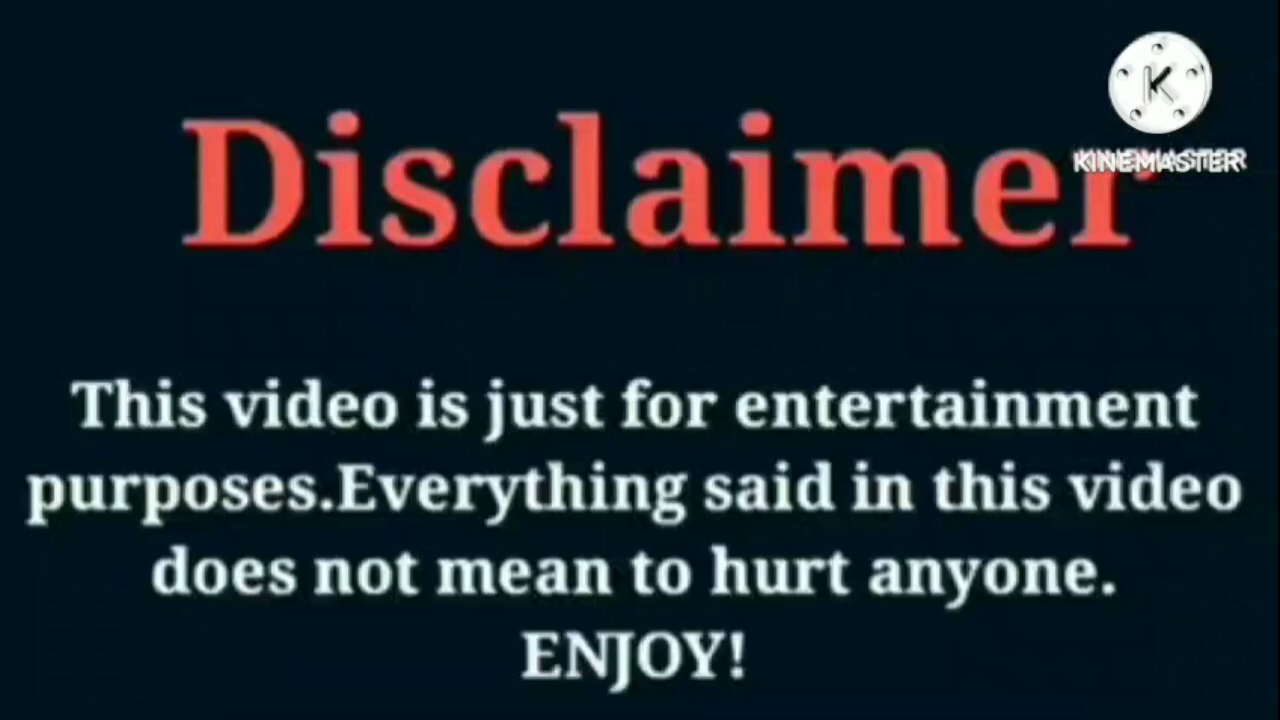 K
KINEMASTER
Disclaimer
This video is just for entertainment
purposes.Everything said in this video
does not mean to hurt anyone.
ENJOY!